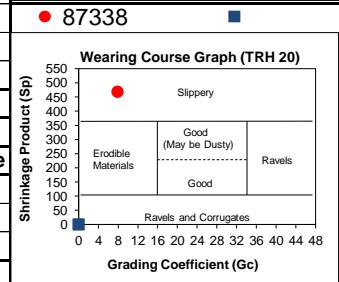 87338
Wearing Course Graph (TRH 20)
Shrinkage Product (Sp)
550
500
450
400
350
300
250
200
150
100
50
0
Slippery
Good
(May be Dusty)
Erodible
Materials
Ravels
Good
Ravels and Corrugates
0 4 8 12 16 20 24 28 32 36 40 44 48
Grading Coefficient (Gc)
e